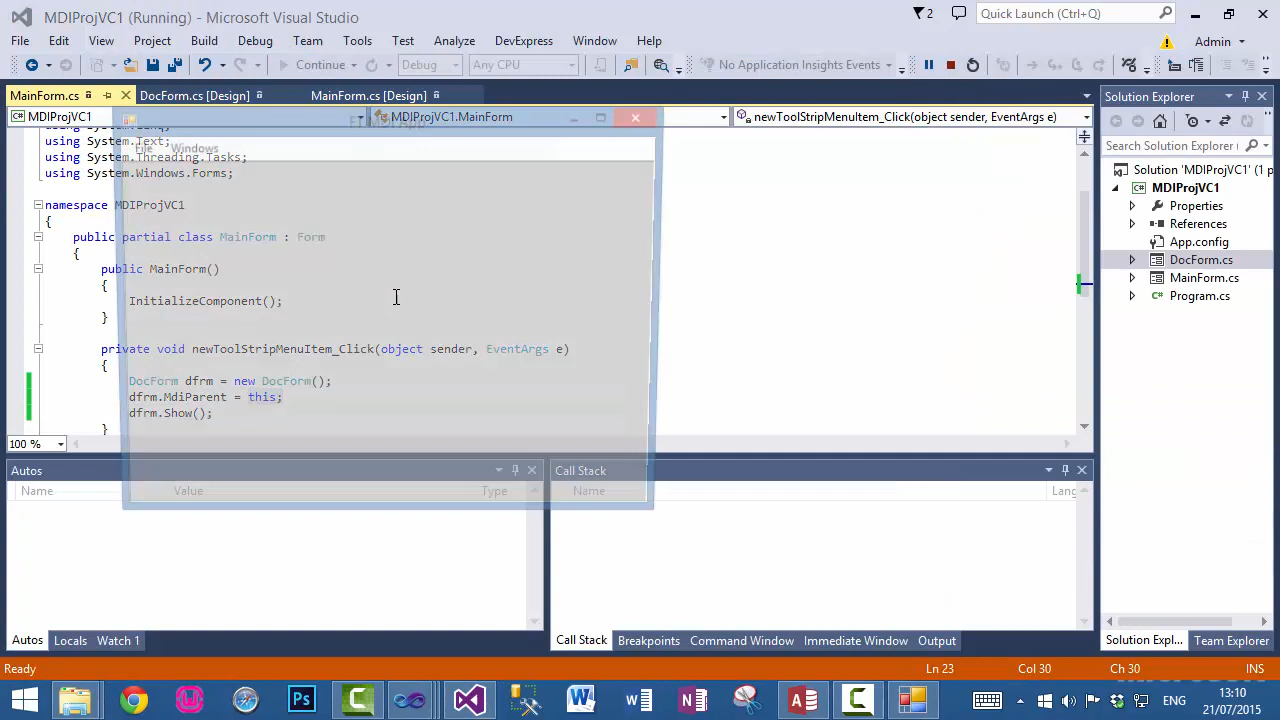 MDIProjVC1 (Running) - Microsoft Visual Studio
2
Quick Launch (Ctrl+Q)
File Edit View Project Build Debug Team Tools Test Analyze DevExpress Window Help
Admin
Continue
Debug
Any CPU
No Application Insights Events
MainForm.cs
DocForm.cs [Design]
MainForm.cs [Design]
MDIProjVC1
MDIProjVC1.MainForm
newToolStripMenuItem_Click(object sender, EventArgs e)
File Windows
using System.Text;
using System.Threading.Tasks;
using System.Windows.Forms;
namespace MDIProjVC1
{
public partial class MainForm : Form
{
public MainForm()
{
InitializeComponent();
}
private void newToolStripMenuItem_Click(object sender, EventArgs e)
{
DocForm dfrm = new DocForm();
dfrm.MdiParent = this;
dfrm.Show();
}
100 %
Solution Explorer
Search Solution Explorer (Ctrl
Solution 'MDIProjVC1' (1 p
MDIProjVC1
Properties
References
App.config
DocForm.cs
MainForm.cs
Program.cs
Solution Expl... Team Explorer
Autos
Name Value Type
Autos Locals Watch 1
Call Stack
Name Lang
Call Stack Breakpoints Command Window Immediate Window Output
Ready
Ln 23
Col 30
Ch 30
INS
ENG
13:10
21/07/2015